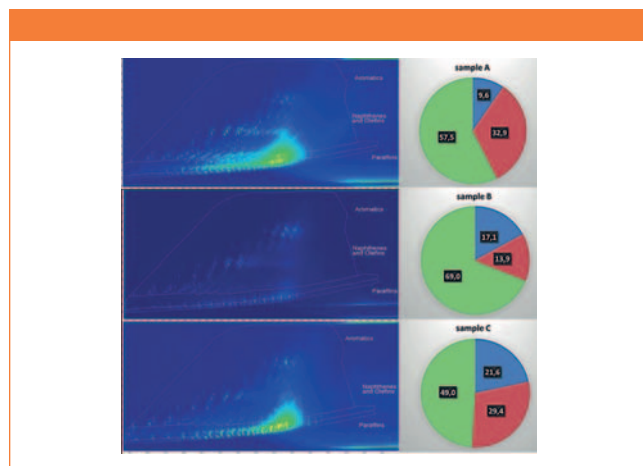 sample A
Aromatics
9,6
Naphthenes
and Olefins
32,9
57,5
Paraffins
sample B
Aromatics
17,1
Naphthenes
and Olefins
13,9
69,0
Paraffins
sample C
Aromatics
21,6
Naphthenes
and Olefins
49,0
29,4
Paraffins